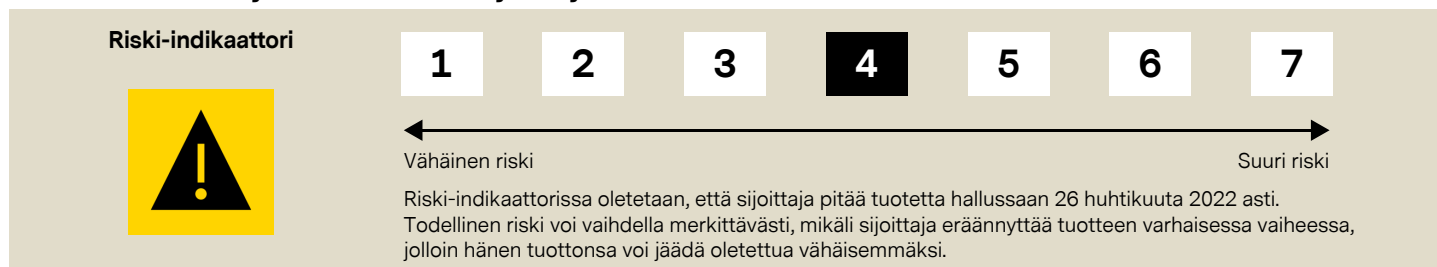 Riski-indikaattori
1 2 3 4 5 6 7
Vähäinen riski Suuri riski
Riski-indikaattorissa oletetaan, että sijoittaja pitää tuotetta hallussaan 26 huhtikuuta 2022 asti.
Todellinen riski voi vaihdella merkittävästi, mikäli sijoittaja eräännyttää tuotteen varhaisessa vaiheessa,
jolloin hänen tuottonsa voi jäädä oletettua vähäisemmäksi.